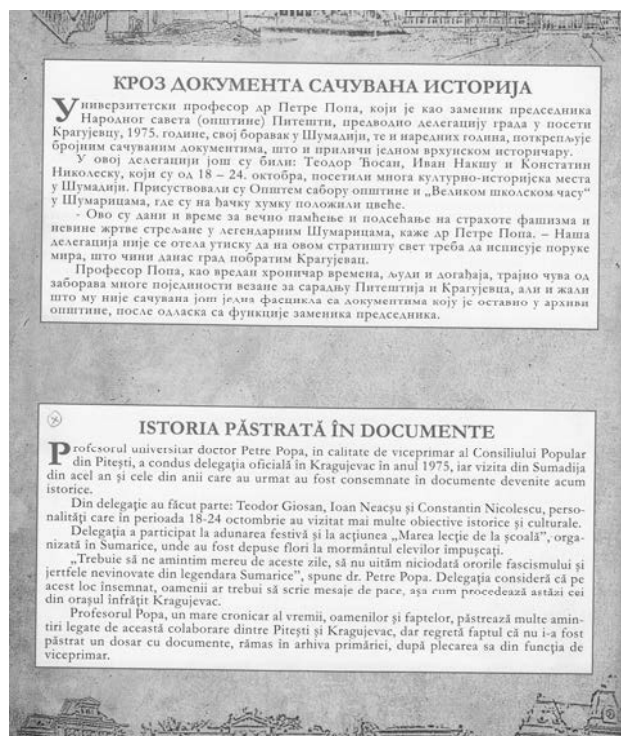 КРОЗ ДОКУМЕНТА САЧУВАНА ИСТОРИЈА
Универзитетски професор др Петре Попа, који је као заменик председника
Народног савета (општине) Питешти, предводио делегацију града у посети
Крагујевцу, 1975. године, свој боравак у Шумадији, те и наредних година, поткрепљује
бројним сачуваним документима, што и приличи једном врхунском историчару.
У овој делегацији још су били: Теодор Ћосан, Иван Накшу и Констатин
Николеску, који су од 18 – 24. октобра, посетили многа културно-историјска места
у Шумадији. Присуствовали су Општем сабору општине и „Великом школском часу“
у Шумарицама, где су на ђачку хумку положили цвеће.
- Ово су дани и време за вечно памћење и подсећање на страхоте фашизма и
невине жртве стрељане у легендарним Шумарицама, каже др Петре Попа. – Наша
делегација није се отела утиску да на овом стратишту свет треба да исписује поруке
мира, што чини данас град побратим Крагујевац.
Професор Попа, као вредан хроничар времена, људи и догађаја, трајно чува од
заборава многе појединости везане за сарадњу Питештија и Крагујевца, али и жали
што му није сачувана још једна фасцикла са документима коју је оставио у архиви
општине, после одласка са функције заменика председника.
ISTORIA PĂSTRATĂ ÎN DOCUMENTE
Profesorul universitar doctor Petre Popa, in calitate de viceprimar al Consiliului Popular
din Pitești, a condus delegația oficială în Kragujevac în anul 1975, iar vizita din Sumadija
din acel an și cele din anii care au urmat au fost consemnate în documente devenite acum
istorice.
Din delegație au făcut parte: Teodor Giosan, Ioan Neacșu și Constantin Nicolescu, perso-
nalități care în perioada 18-24 octombrie au vizitat mai multe obiective istorice și culturale.
Delegația a participat la adunarea festivă și la acțiunea „Marea lecție de la școală”, orga-
nizată în Sumarice, unde au fost depuse flori la mormântul elevilor împușcați.
„Trebuie să ne amintim mereu de aceste zile, să nu uităm niciodată ororile fascismului și
jertfele nevinovate din legendara Sumarice”, spune dr. Petre Popa. Delegația consideră că pe
acest loc însemnat, oamenii ar trebui să scrie mesaje de pace, așa cum procedează astăzi cei
din orașul înfrățit Kragujevac.
Profesorul Popa, un mare cronicar al vremii, oamenilor și faptelor, păstrează multe amin-
tiri legate de această colaborare dintre Pitești și Kragujevac, dar regretă faptul că nu i-a fost
păstrat un dosar cu documente, rămas în arhiva primăriei, după plecarea sa din funcția de
viceprimar.